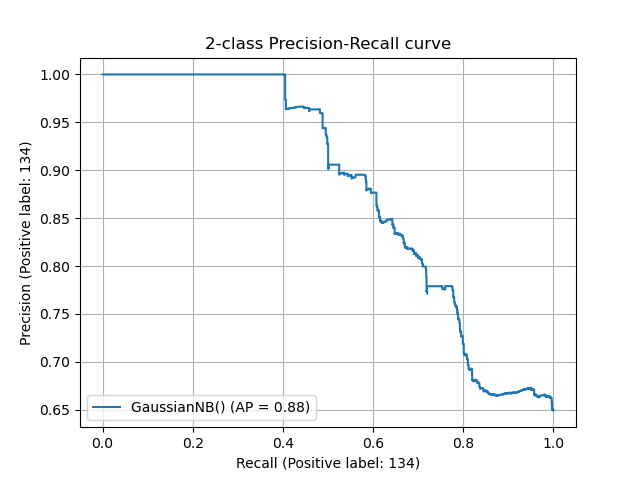 2-class Precision-Recall curve
1.00
0.95
0.90
0.85
0.80
0.75
0.70
0.65
Precision (Positive label: 134)
GaussianNB() (AP = 0.88)
0.0 0.2 0.4 0.6 0.8 1.0
Recall (Positive label: 134)